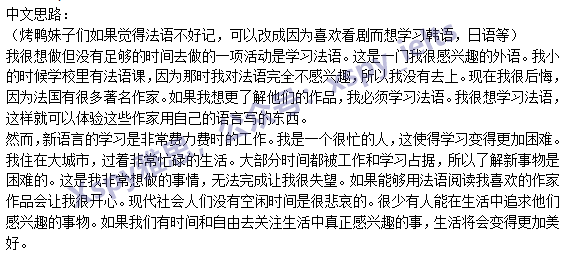 中文思路：
（烤鸭妹子们如果觉得法语不好记，可以改成因为喜欢看剧而想学习韩语，日语等）
我很想做但没有足够的时间去做的一项活动是学习法语。这是一门我很感兴趣的外语。我小
的时候学校里有法语课，因为那时我对法语完全不感兴趣，所以我没有去上。现在我很后悔，
因为法国有很多著名作家。如果我想更了解他们的作品，我必须学习法语。我很想学习法语，
这样就可以体验这些作家用自己的语言写的东西。
然而，新语言的学习是非常费力费时的工作。我是一个很忙的人，这使得学习变得更加困难。
我住在大城市，过着非常忙碌的生活。大部分时间都被工作和学习占据，所以了解新事物是
困难的。这是我非常想做的事情，无法完成让我很失望。如果能够用法语阅读我喜欢的作家
作品会让我很开心。现代社会人们没有空闲时间是很悲哀的。很少有人能在生活中追求他们
感兴趣的事物。如果我们有时间和自由去关注生活中真正感兴趣的事，生活将会变得更加美
好。